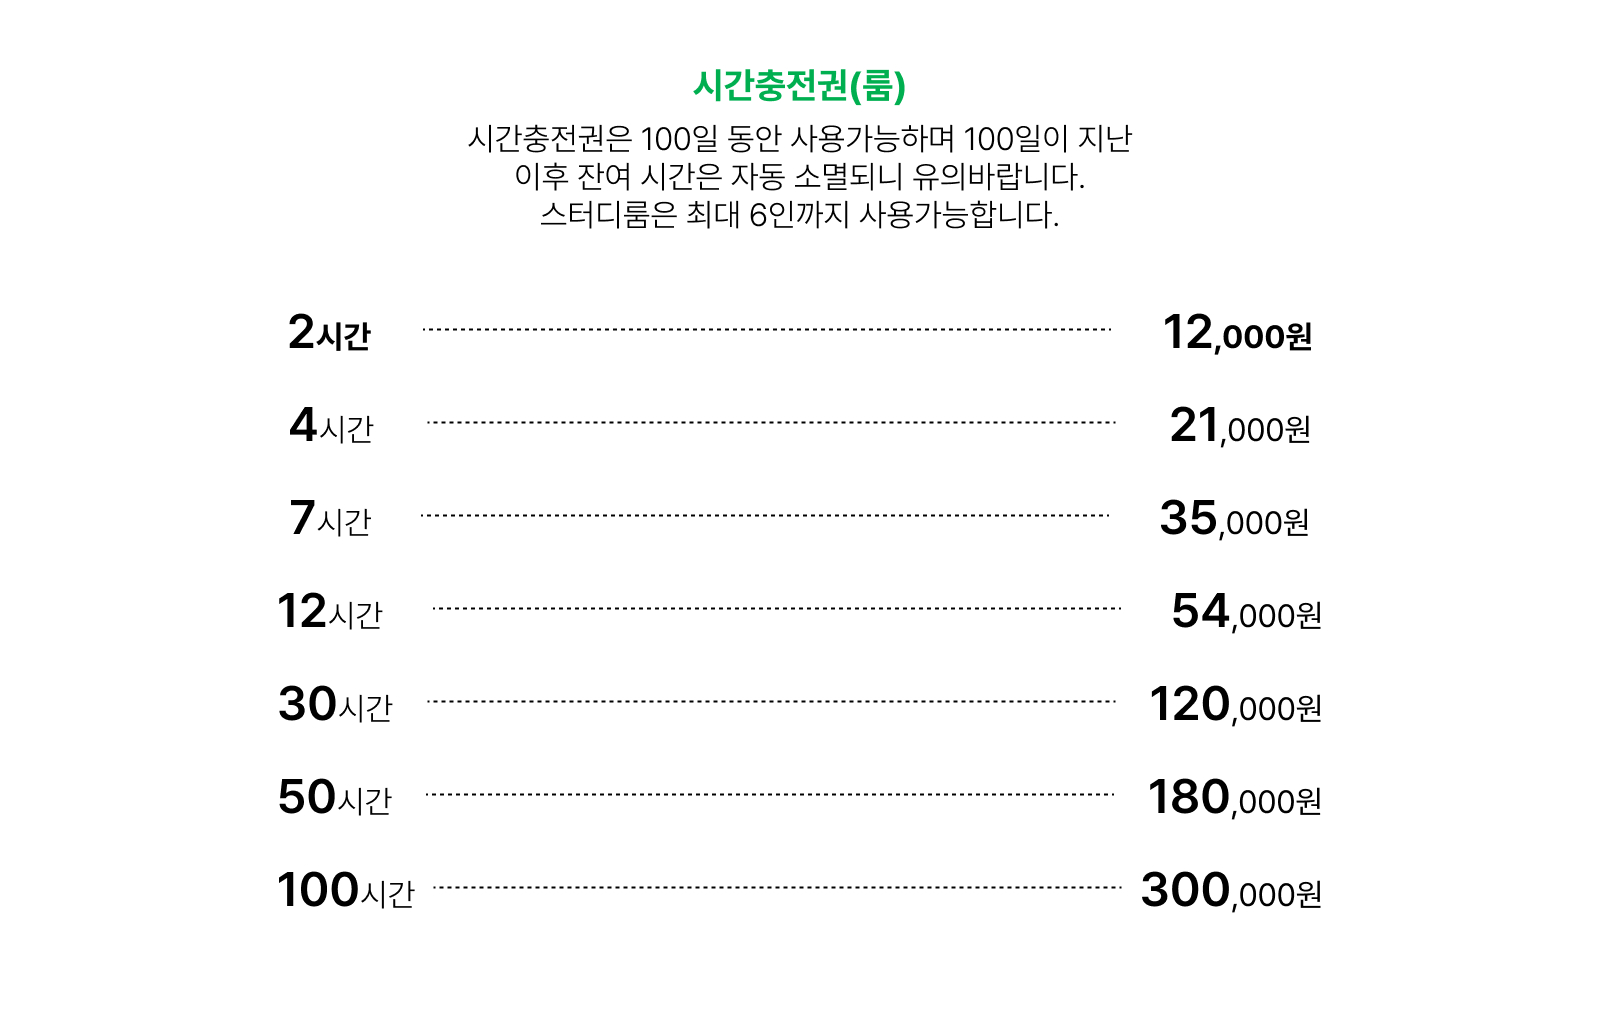 시간충전권(룸)
시간충전권은 100일 동안 사용가능하며 100일이 지난
이후 잔여 시간은 자동 소멸되니 유의바랍니다.
스터디룸은 최대 6인까지 사용가능합니다.
2시간 12,000원
4시간 21,000원
7시간 35,000원
12시간 54,000원
30시간 120,000원
50시간 180,000원
100시간 300,000원